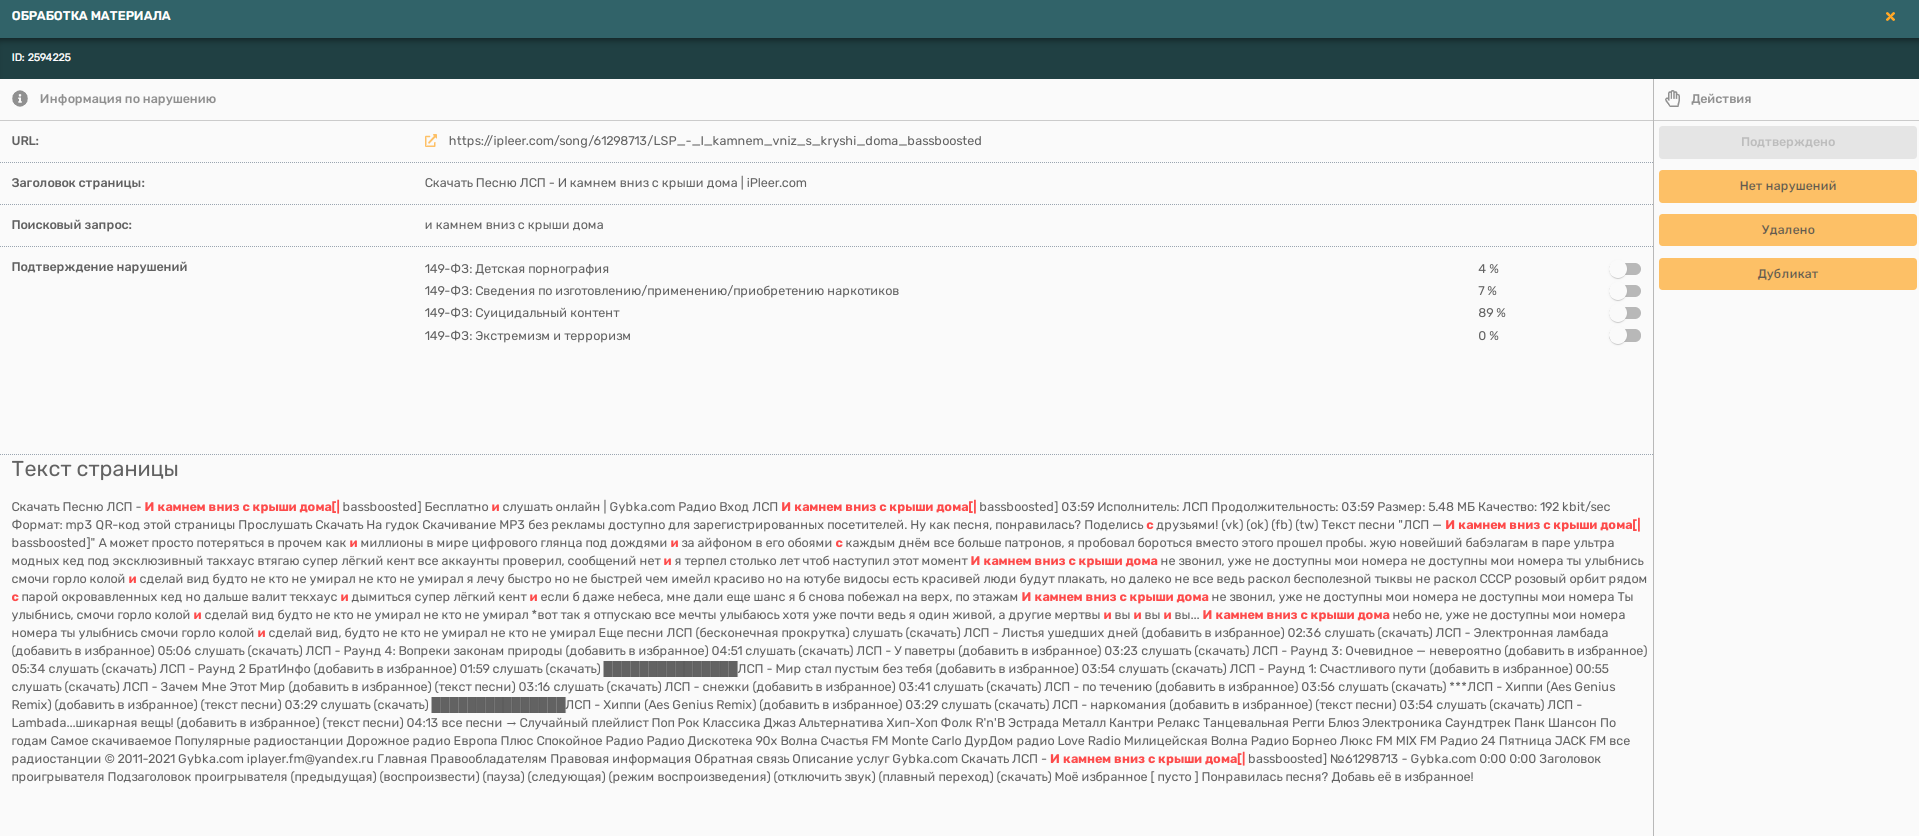 ОБРАБОТКА МАТЕРИАЛА
ID: 2594225
Информация по нарушению
Действия
URL:
https://ipleer.com/song/61298713/LSP_-_I_kamnem_vniz_s_kryshi_doma_bassboosted
Подтверждено
Заголовок страницы:
Скачать Песню ЛСП - И камнем вниз с крыши дома | iPleer.com
Нет нарушений
Поисковый запрос:
и камнем вниз с крыши дома
Удалено
Подтверждение нарушений
149-ФЗ: Детская порнография
4 %
Дубликат
149-ФЗ: Сведения по изготовлению/применению/приобретению наркотиков
7 %
149-ФЗ: Суицидальный контент
89 %
149-ФЗ: Экстремизм и терроризм
0 %
Текст страницы
Скачать Песню ЛСП - И камнем вниз с крыши дома[| bassboosted] Бесплатно и слушать онлайн | Gybka.com Радио Вход ЛСП И камнем вниз с крыши дома[| bassboosted] 03:59 Исполнитель: ЛСП Продолжительность: 03:59 Размер: 5.48 МБ Качество: 192 kbit/sec
Формат: mp3 QR-код этой страницы Прослушать Скачать На гудок Скачивание MP3 без рекламы доступно для зарегистрированных посетителей. Ну как песня, понравилась? Поделись с друзьями! (vk) (ok) (fb) (tw) Текст песни "ЛСП — И камнем вниз с крыши дома[|
bassboosted]" А может просто потеряться в прочем как и миллионы в мире цифрового глянца под дождями и за айфоном в его обоями с каждым днём все больше патронов, я пробовал бороться вместо этого прошел пробы. жую новейший бабэлагам в паре ультра
модных кед под эксклюзивный такхаус втягаю супер лёгкий кент все аккаунты проверил, сообщений нет и я терпел столько лет чтоб наступил этот момент И камнем вниз с крыши дома не звонил, уже не доступны мои номера не доступны мои номера ты улыбнись
смочи горло колой и сделай вид будто не кто не умирал не кто не умирал я лечу быстро но не быстрей чем имейл красиво но на ютубе видосы есть красивей люди будут плакать, но далеко не все ведь раскол бесполезной тыквы не раскол СССР розовый орбит рядом
с парой окровавленных кед но дальше валит текхаус и дымиться супер лёгкий кент и если б даже небеса, мне дали еще шанс я б снова побежал на верх, по этажам И камнем вниз с крыши дома не звонил, уже не доступны мои номера не доступны мои номера Ты
улыбнись, смочи горло колой и сделай вид будто не кто не умирал не кто не умирал *вот так я отпускаю все мечты улыбаюсь хотя уже почти ведь я один живой, а другие мертвы и вы и вы и вы... И камнем вниз с крыши дома небо не, уже не доступны мои номера
номера ты улыбнись смочи горло колой и сделай вид, будто не кто не умирал не кто не умирал Еще песни ЛСП (бесконечная прокрутка) слушать (скачать) ЛСП - Листья ушедших дней (добавить в избранное) 02:36 слушать (скачать) ЛСП - Электронная ламбада
(добавить в избранное) 05:06 слушать (скачать) ЛСП - Раунд 4: Вопреки законам природы (добавить в избранное) 04:51 слушать (скачать) ЛСП - У паветры (добавить в избранное) 03:23 слушать (скачать) ЛСП - Раунд 3: Очевидное — невероятно (добавить в избранное)
05:34 слушать (скачать) ЛСП - Раунд 2 БратИнфо (добавить в избранное) 01:59 слушать (скачать) ███████████████ЛСП - Мир стал пустым без тебя (добавить в избранное) 03:54 слушать (скачать) ЛСП - Раунд 1: Счастливого пути (добавить в избранное) 00:55
слушать (скачать) ЛСП - Зачем Мне Этот Мир (добавить в избранное) (текст песни) 03:16 слушать (скачать) ЛСП - снежки (добавить в избранное) 03:41 слушать (скачать) ЛСП - по течению (добавить в избранное) 03:56 слушать (скачать) ***ЛСП - Хиппи (Aes Genius
Remix) (добавить в избранное) (текст песни) 03:29 слушать (скачать) ███████████████ЛСП - Хиппи (Aes Genius Remix) (добавить в избранное) 03:29 слушать (скачать) ЛСП - наркомания (добавить в избранное) (текст песни) 03:54 слушать (скачать) ЛСП -
Lambada...шикарная вещь! (добавить в избранное) (текст песни) 04:13 все песни → Случайный плейлист Поп Рок Классика Джаз Альтернатива Хип-Хоп Фолк R'n'B Эстрада Металл Кантри Релакс Танцевальная Регги Блюз Электроника Саундтрек Панк Шансон По
годам Самое скачиваемое Популярные радиостанции Дорожное радио Европа Плюс Спокойное Радио Радио Дискотека 90х Волна Счастья FM Monte Carlo ДурДом радио Love Radio Милицейская Волна Радио Борнео Люкс FM MIX FM Радио 24 Пятница JACK FM все
радиостанции © 2011-2021 Gybka.com iplayer.fm@yandex.ru Главная Правообладателям Правовая информация Обратная связь Описание услуг Gybka.com Скачать ЛСП - И камнем вниз с крыши дома[| bassboosted] №61298713 - Gybka.com 0:00 0:00 Заголовок
проигрывателя Подзаголовок проигрывателя (предыдущая) (воспроизвести) (пауза) (следующая) (режим воспроизведения) (отключить звук) (плавный переход) (скачать) Моё избранное [ пусто ] Понравилась песня? Добавь её в избранное!